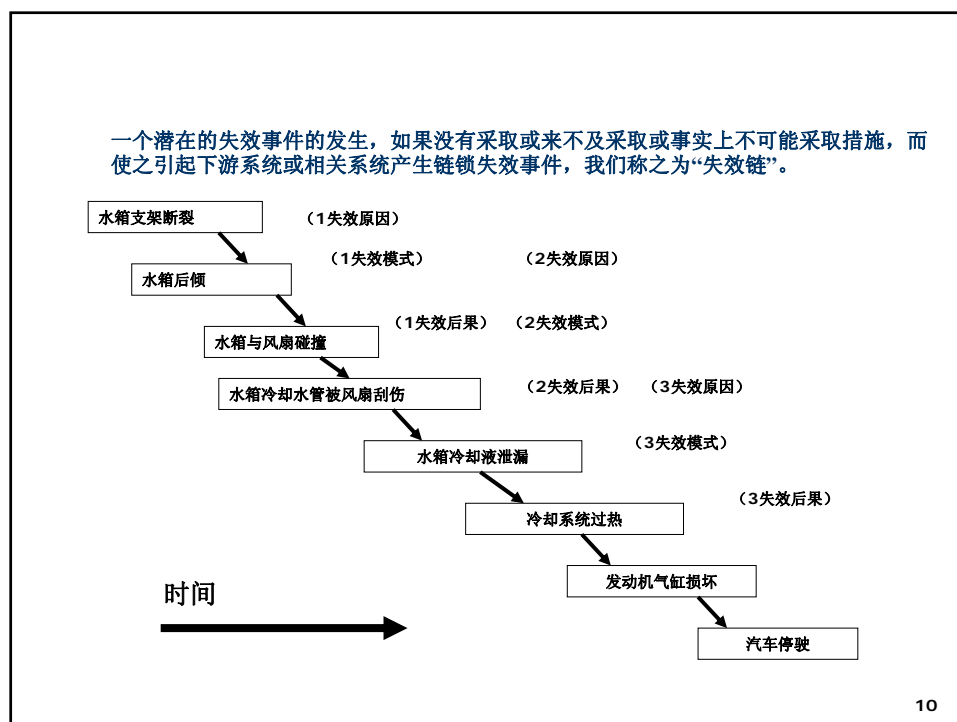 一个潜在的失效事件的发生，如果没有采取或来不及采取或事实上不可能采取措施，而
使之引起下游系统或相关系统产生链锁失效事件，我们称之为“失效链”。
水箱支架断裂 （1失效原因）
（1失效模式） （2失效原因）
水箱后倾
（1失效后果） （2失效模式）
水箱与风扇碰撞
水箱冷却水管被风扇刮伤 （2失效后果） （3失效原因）
（3失效模式）
水箱冷却液泄漏
（3失效后果）
冷却系统过热
发动机气缸损坏
时间
汽车停驶
10